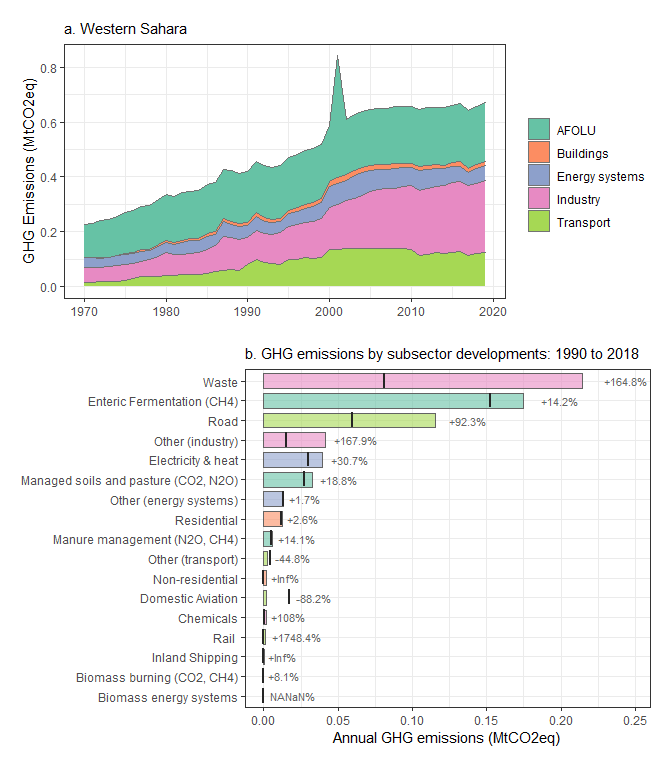 a. Western Sahara
GHG Emissions (MtCO2eq)
0.8
0.6
0.4
0.2
0.0
1970
1980
1990
2000
2010
2020
AFOLU
Buildings
Energy systems
Industry
Transport
b. GHG emissions by subsector developments: 1990 to 2018
Waste +164.8%
Enteric Fermentation (CH4) +14.2%
Road +92.3%
Other (industry) +167.9%
Electricity & heat +30.7%
Managed soils and pasture (CO2, N2O) +18.8%
Other (energy systems) +1.7%
Residential +2.6%
Manure management (N2O, CH4) +14.1%
Other (transport) -44.8%
Non-residential +Inf%
Domestic Aviation -88.2%
Chemicals +108%
Rail +1748.4%
Inland Shipping +Inf%
Biomass burning (CO2, CH4) +8.1%
Biomass energy systems NANaN%
0.00
0.05
0.10
0.15
0.20
0.25
Annual GHG emissions (MtCO2eq)